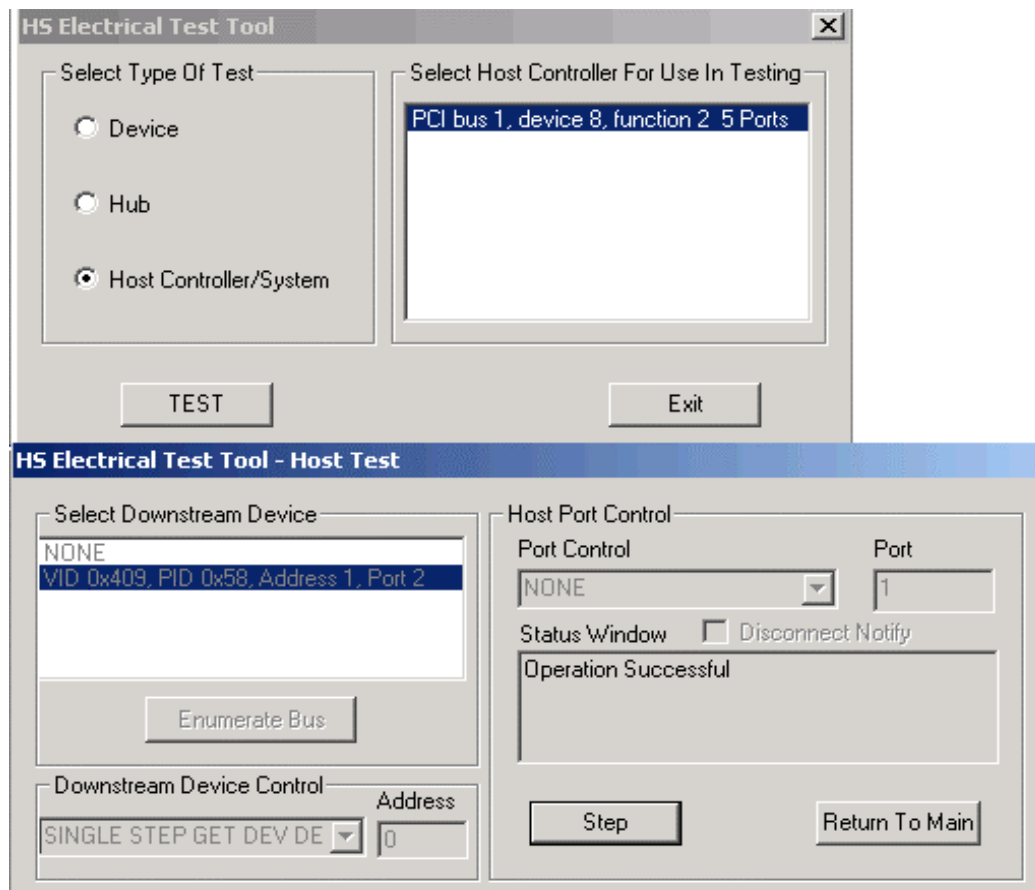 HS Electrical Test Tool
Select Type Of Test
Device
Hub
Host Controller/System
Select Host Controller For Use In Testing
PCI bus 1, device 8, function 2 5 Ports
TEST
Exit
HS Electrical Test Tool - Host Test
Select Downstream Device
NONE
VID 0x409, PID 0x58, Address 1, Port 2
Enumerate Bus
Downstream Device Control
Address
SINGLE STEP GET DEV DE
0
Host Port Control
Port Control
Port
NONE
1
Status Window
Disconnect Notify
Operation Successful
Step
Return To Main